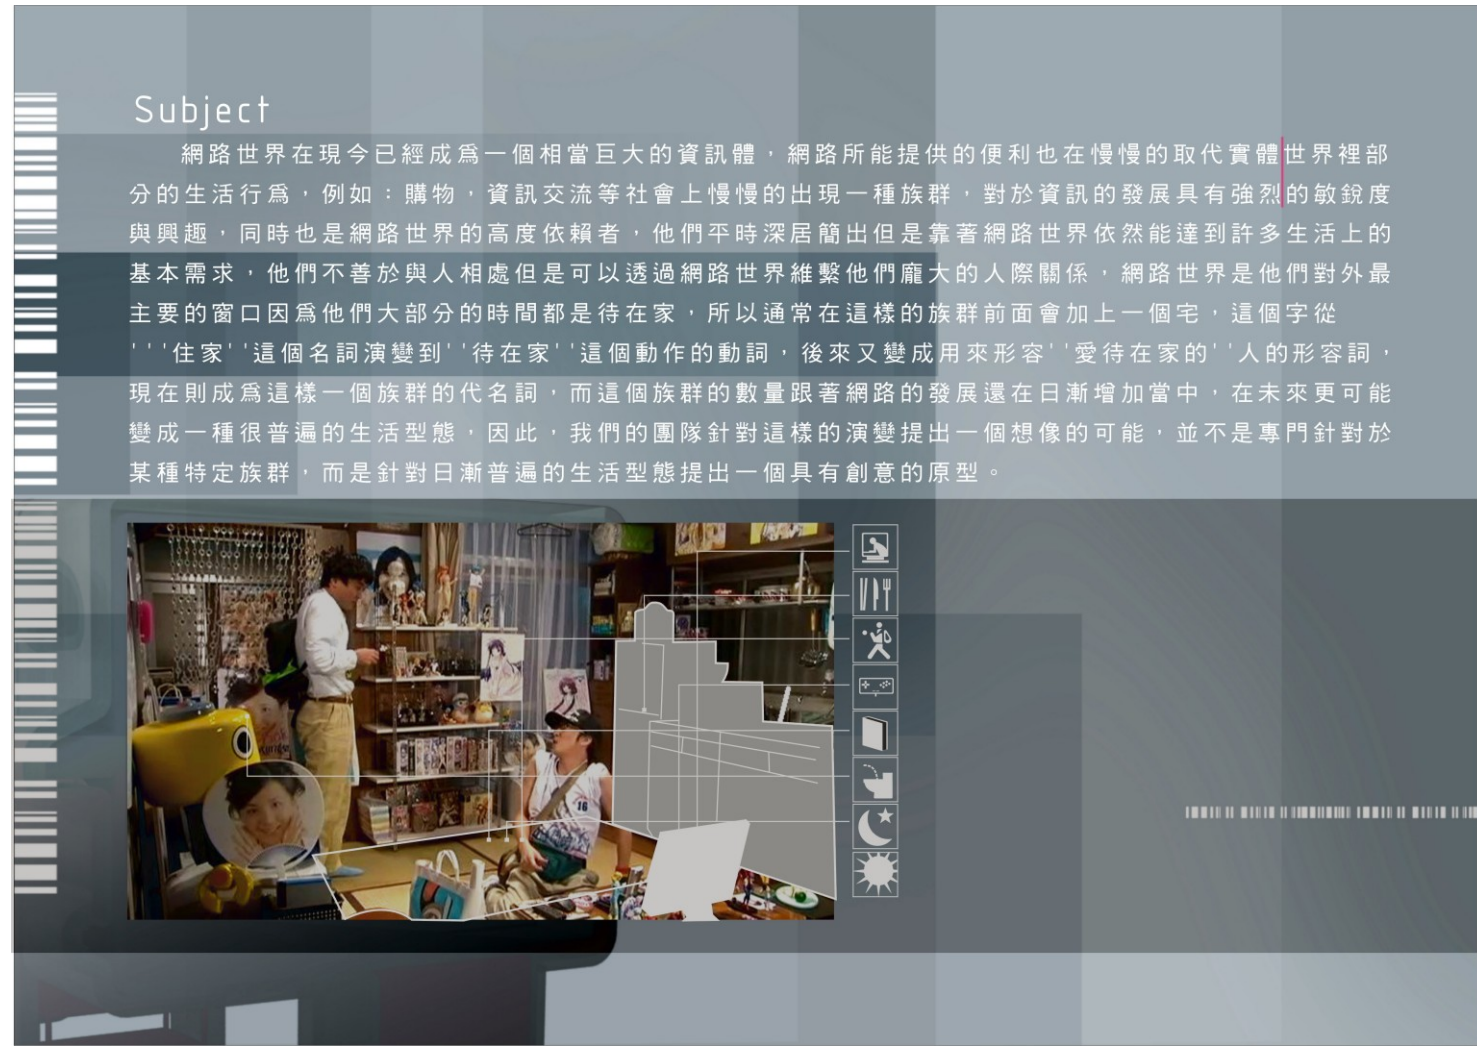 Subject
網路世界在現今已經成爲一個相當巨大的資訊體，網路所能提供的便利也在慢慢的取代實體世界裡部
分的生活行爲，例如：購物，資訊交流等社會上慢慢的出現一種族群，對於資訊的發展具有強烈的敏銳度
與興趣，同時也是網路世界的高度依賴者，他們平時深居簡出但是靠著網路世界依然能達到許多生活上的
基本需求，他們不善於與人相處但是可以透過網路世界維繫他們龐大的人際關係，網路世界是他們對外最
主要的窗口因爲他們大部分的時間都是待在家，所以通常在這樣的族群前面會加上一個宅，這個字從
'''住家''這個名詞演變到''待在家''這個動作的動詞，後來又變成用來形容''愛待在家的''人的形容詞，
現在則成爲這樣一個族群的代名詞，而這個族群的數量跟著網路的發展還在日漸增加當中，在未來更可能
變成一種很普遍的生活型態，因此，我們的團隊針對這樣的演變提出一個想像的可能，並不是專門針對於
某種特定族群，而是針對日漸普遍的生活型態提出一個具有創意的原型。
16